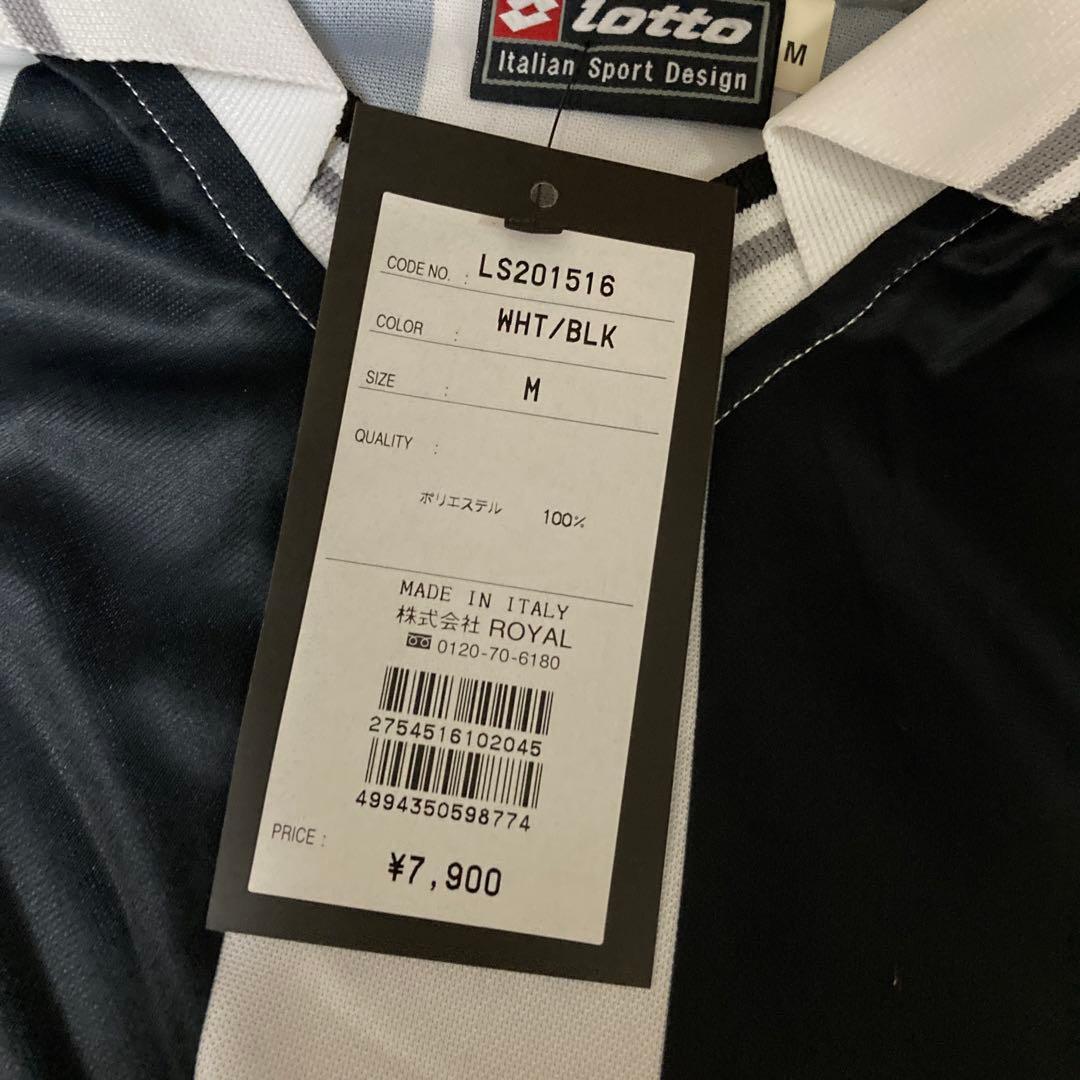 lotto
Italian Sport Design
M
CODE NO. : LS201516
COLOR : WHT/BLK
SIZE : M
QUALITY :
ポリエステル 100%
MADE IN ITALY
株式会社 ROYAL
0120-70-6180
2754516102045
4994350598774
PRICE :
¥7,900